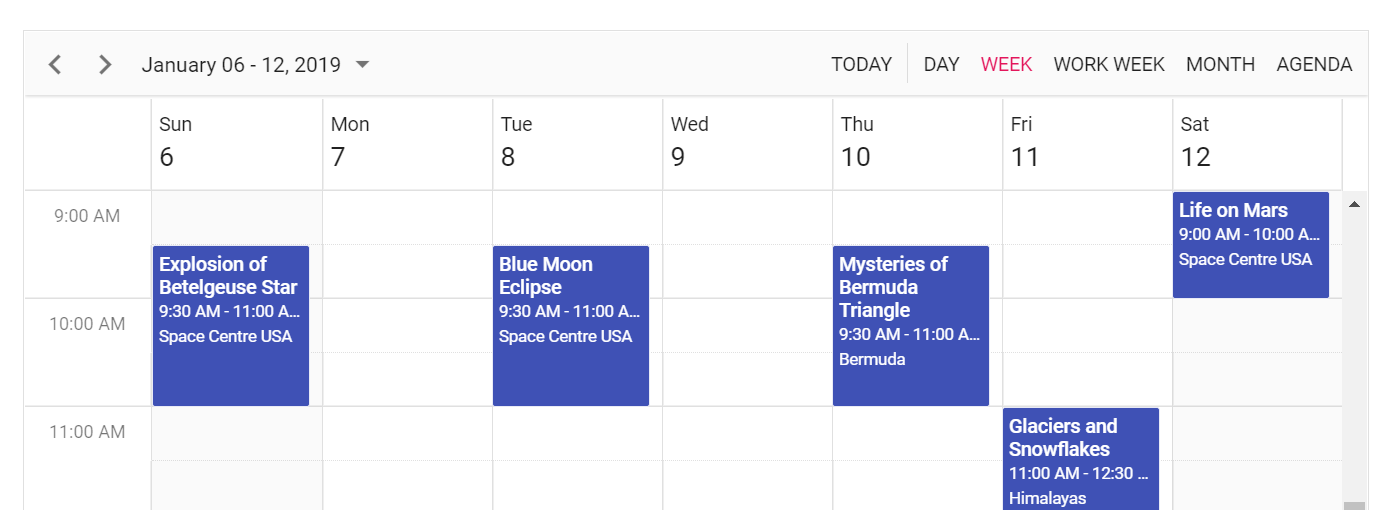 January 06 - 12, 2019
TODAY
DAY
WEEK
WORK WEEK
MONTH
AGENDA
Sun
6
Mon
7
Tue
8
Wed
9
Thu
10
Fri
11
Sat
12
9:00 AM
10:00 AM
11:00 AM
Explosion of
Betelgeuse Star
9:30 AM - 11:00 A...
Space Centre USA
Blue Moon
Eclipse
9:30 AM - 11:00 A...
Space Centre USA
Mysteries of
Bermuda
Triangle
9:30 AM - 11:00 A...
Bermuda
Glaciers and
Snowflakes
11:00 AM - 12:30 ...
Himalayas
Life on Mars
9:00 AM - 10:00 A...
Space Centre USA